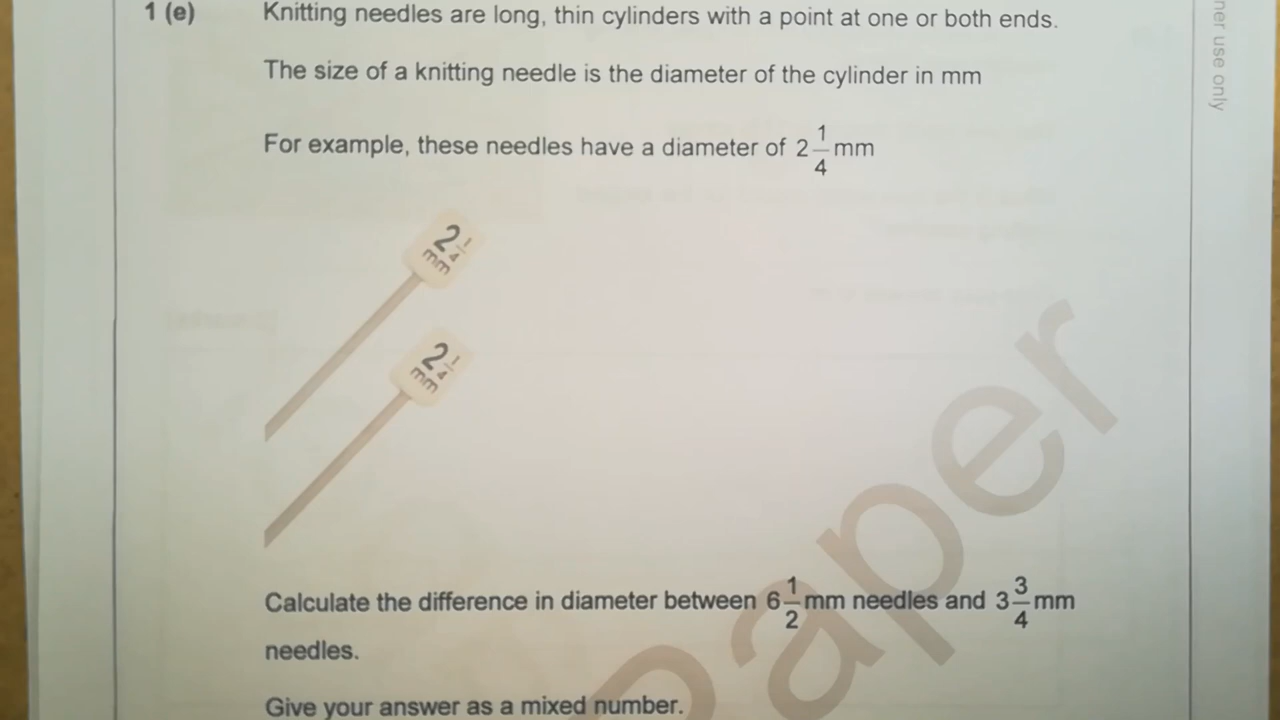 1 (e) Knitting needles are long, thin cylinders with a point at one or both ends.
The size of a knitting needle is the diameter of the cylinder in mm
For example, these needles have a diameter of 2 1/4 mm
2 1/4
mm
2 1/4
mm
Calculate the difference in diameter between 6 1/2 mm needles and 3 3/4 mm
needles.
Give your answer as a mixed number.
Paper
ner use only